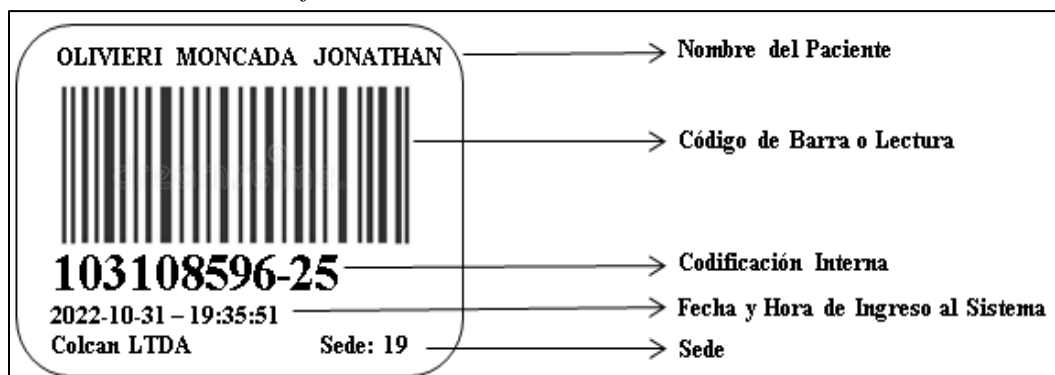 OLIVIERI MONCADA JONATHAN
Nombre del Paciente
Código de Barra o Lectura
103108596-25
Codificación Interna
2022-10-31 – 19:35:51
Fecha y Hora de Ingreso al Sistema
Colcan LTDA
Sede: 19
Sede